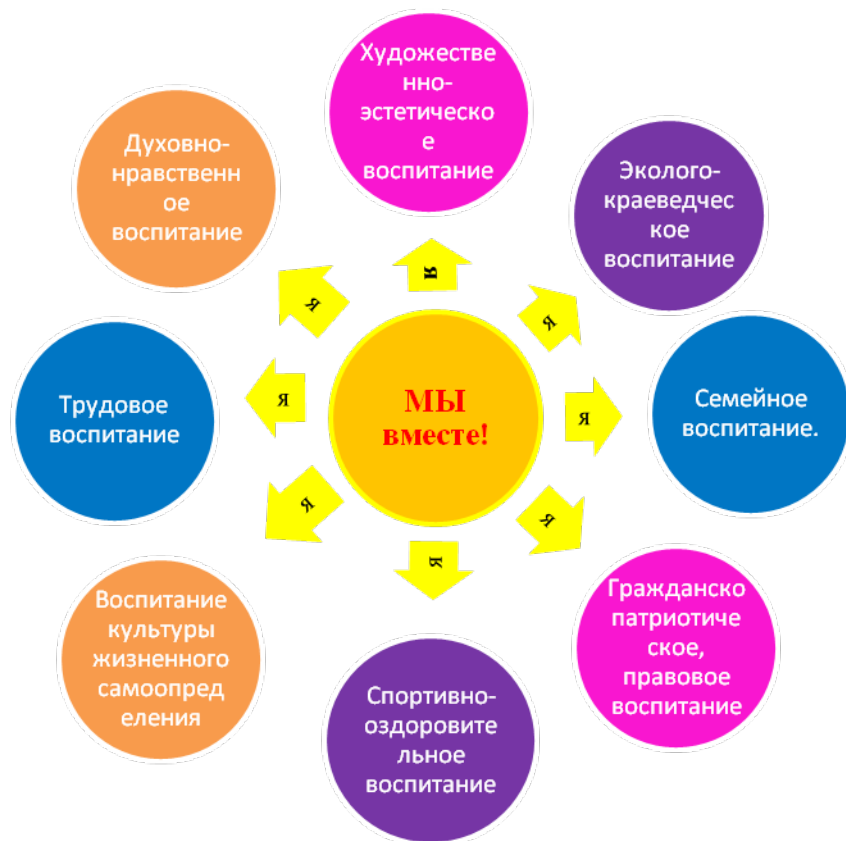 Художестве
нно-
эстетическо
е
воспитание
Духовно-
нравственн
ое
воспитание
Эколого-
краеведчес
кое
воспитание
я
я
я
Трудовое
воспитание
я
МЫ
вместе!
я
Семейное
воспитание.
я
я
я
Воспитание
культуры
жизненного
самоопред
еления
Гражданско
патриотиче
ское,
правовое
воспитание
Спортивно-
оздоровите
льное
воспитание